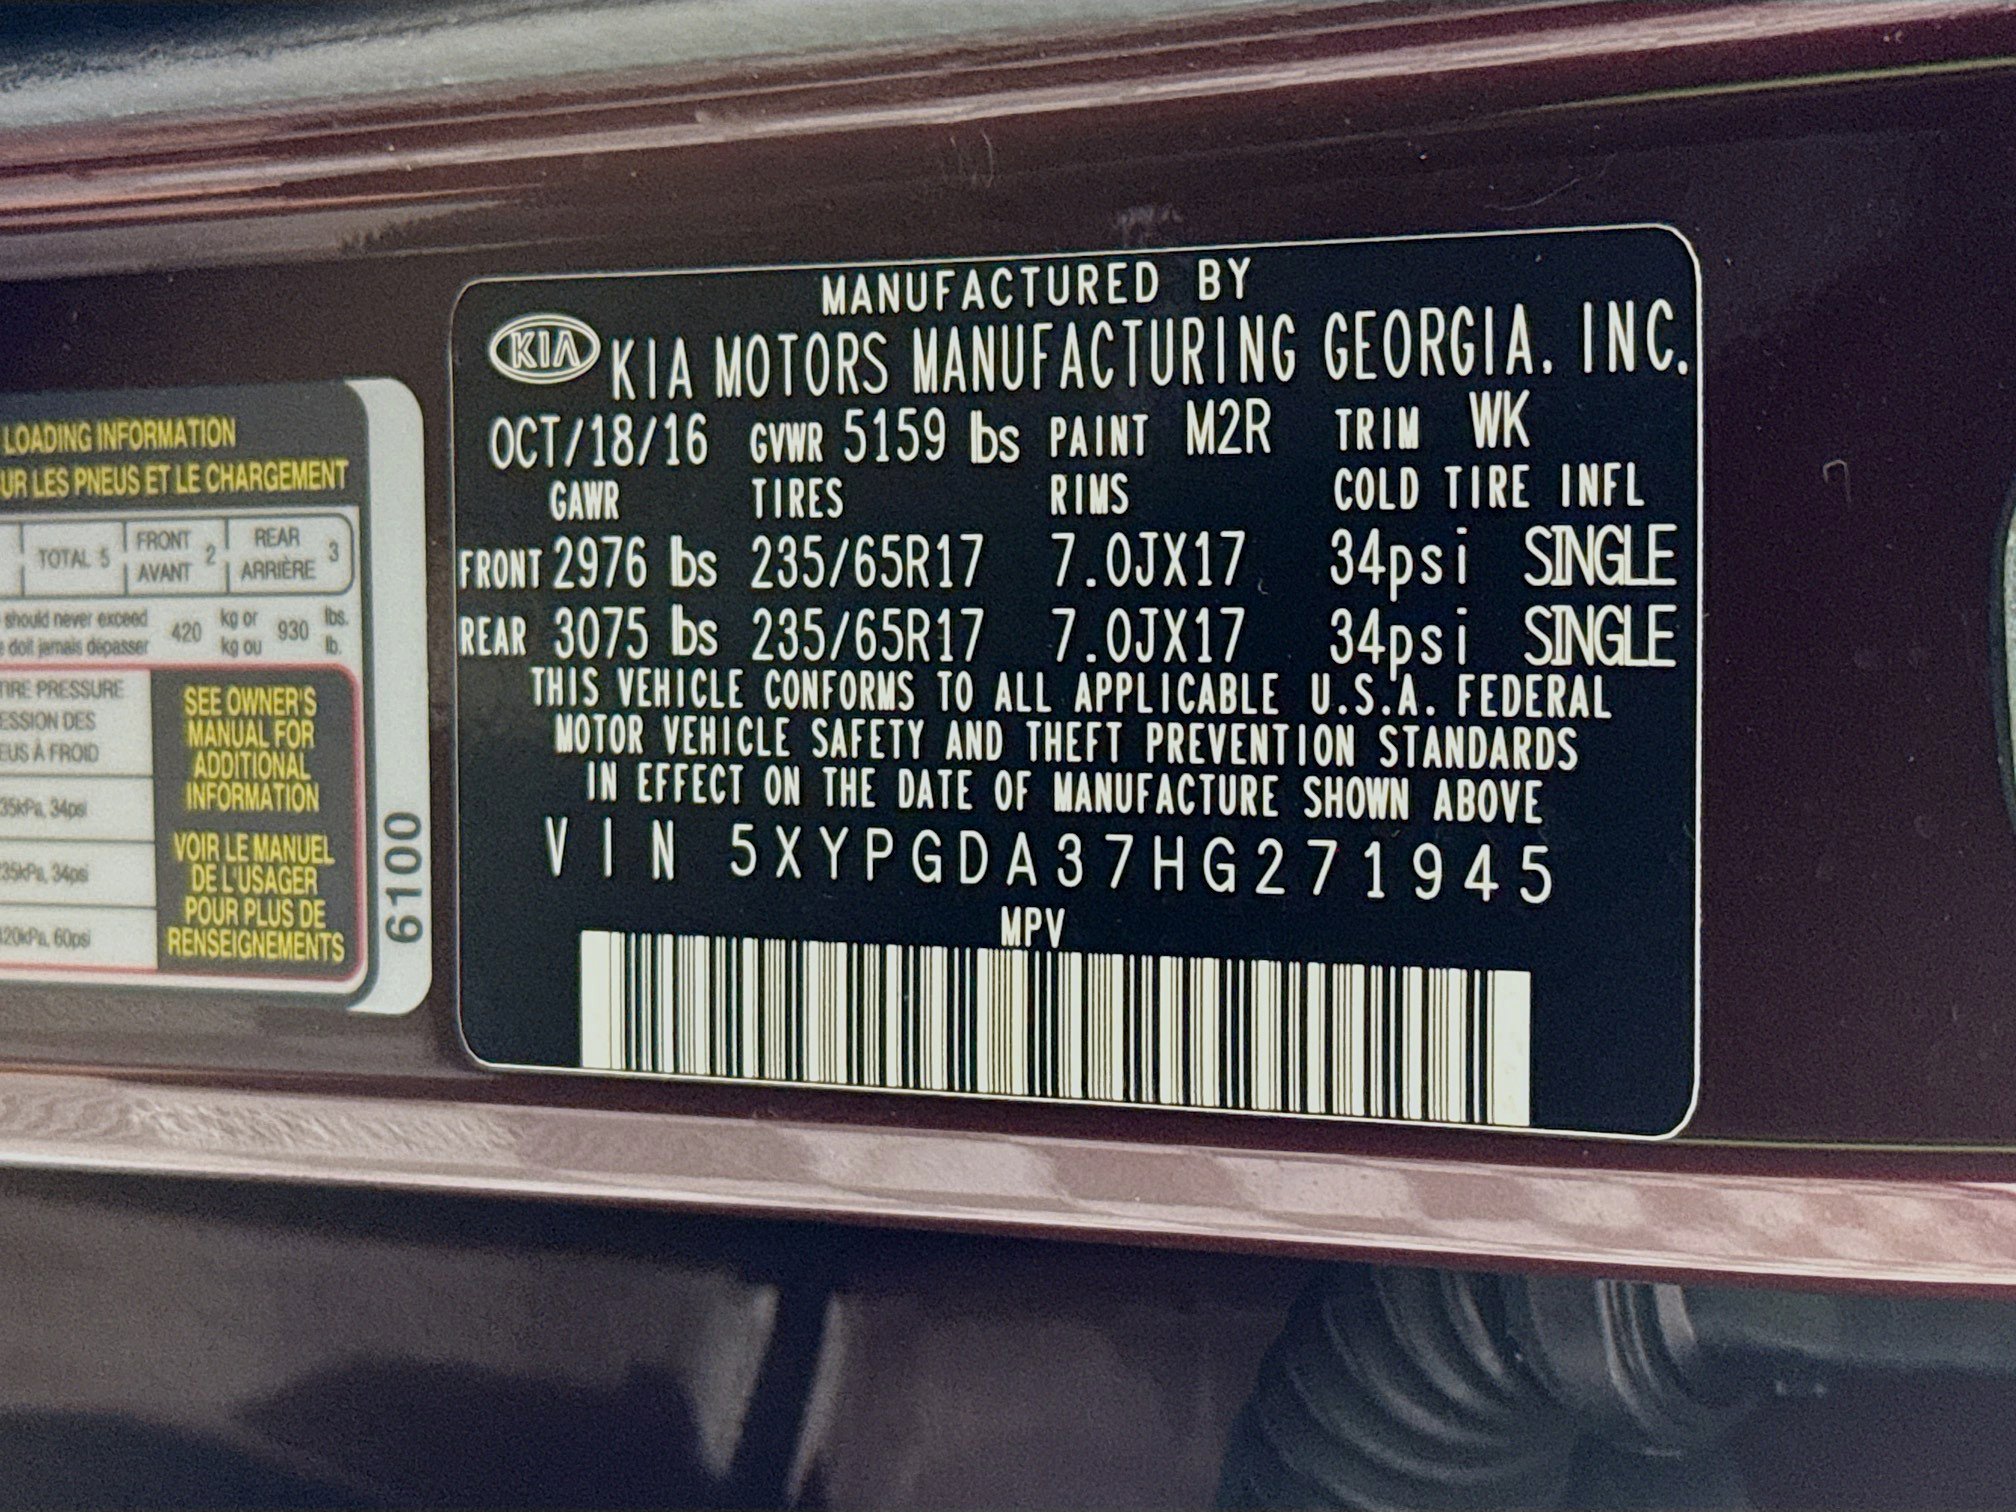 MANUFACTURED BY
KIA KIA MOTORS MANUFACTURING GEORGIA, INC.
OCT/18/16 GVWR 5159 lbs PAINT M2R TRIM WK
GAWR TIRES RIMS COLD TIRE INFL
FRONT 2976 lbs 235/65R17 7.0JX17 34psi SINGLE
REAR 3075 lbs 235/65R17 7.0JX17 34psi SINGLE
THIS VEHICLE CONFORMS TO ALL APPLICABLE U.S.A. FEDERAL
MOTOR VEHICLE SAFETY AND THEFT PREVENTION STANDARDS
IN EFFECT ON THE DATE OF MANUFACTURE SHOWN ABOVE
VIN 5XYPGDA37HG271945
MPV
LOADING INFORMATION
UR LES PNEUS ET LE CHARGEMENT
TOTAL 5
FRONT
AVANT 2
REAR
ARRIÈRE 3
should never exceed 420 kg or 930 lbs.
doit jamais dépasser kg ou lb.
TIRE PRESSURE
ESSION DES
EUS À FROID
35kPa, 34psi
235kPa, 34psi
420kPa, 60psi
SEE OWNER'S
MANUAL FOR
ADDITIONAL
INFORMATION
VOIR LE MANUEL
DE L'USAGER
POUR PLUS DE
RENSEIGNEMENTS
6100